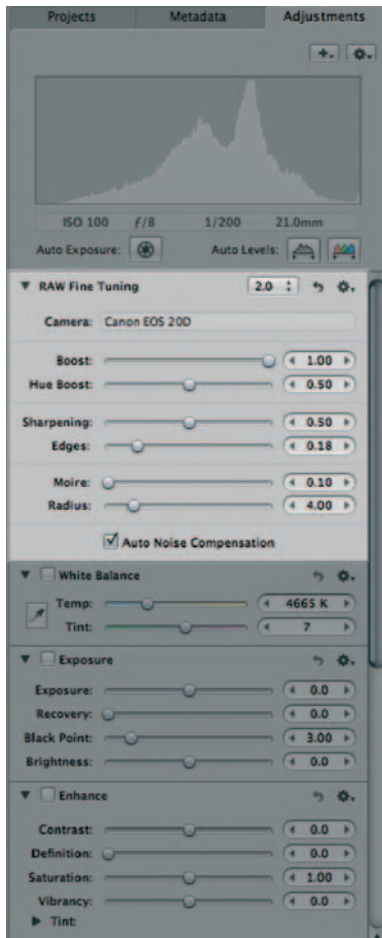 Projects Metadata Adjustments
ISO 100 f/8 1/200 21.0mm
Auto Exposure: Auto Levels:
RAW Fine Tuning 2.0
Camera: Canon EOS 20D
Boost: 1.00
Hue Boost: 0.50
Sharpening: 0.50
Edges: 0.18
Moire: 0.10
Radius: 4.00
Auto Noise Compensation
White Balance
Temp: 4665 K
Tint: 7
Exposure
Exposure: 0.0
Recovery: 0.0
Black Point: 3.00
Brightness: 0.0
Enhance
Contrast: 0.0
Definition: 0.0
Saturation: 1.00
Vibrancy: 0.0
Tint: